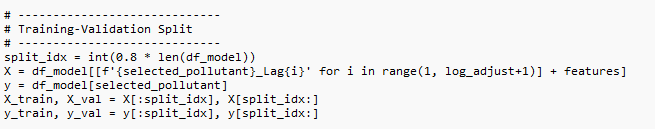 # -----------------------------
# Training-Validation Split
# -----------------------------
split_idx = int(0.8 * len(df_model))
X = df_model[[f'{selected_pollutant}_Lag{i}' for i in range(1, log_adjust+1)] + features]
y = df_model[selected_pollutant]
X_train, X_val = X[:split_idx], X[split_idx:]
y_train, y_val = y[:split_idx], y[split_idx:]